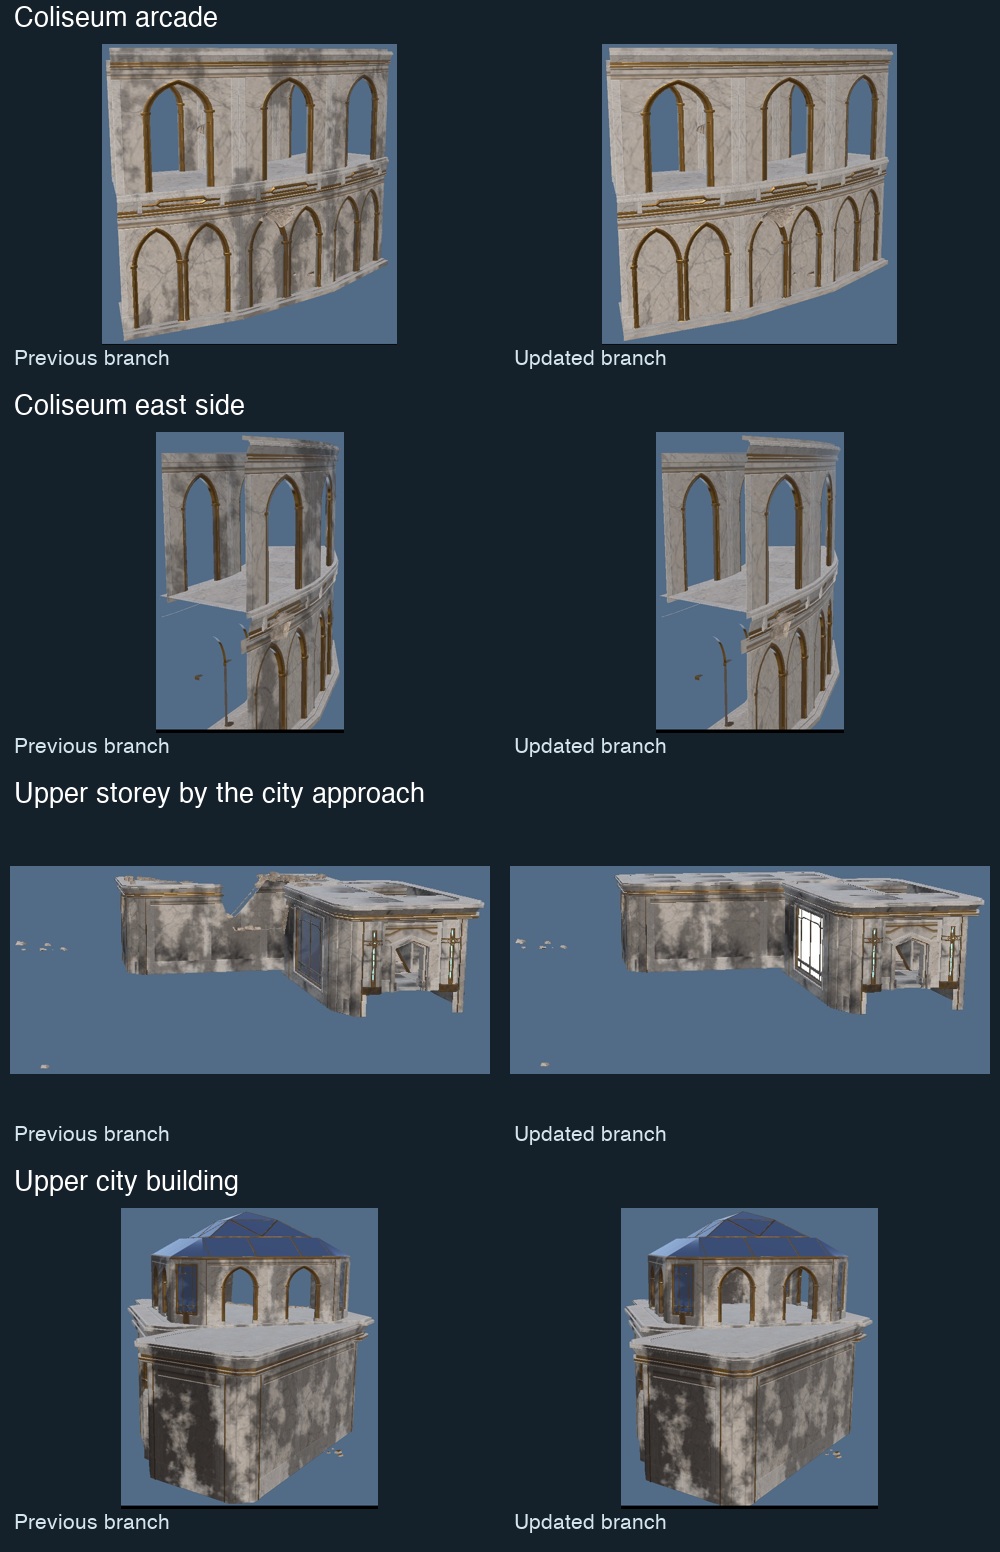 Coliseum arcade
Previous branch
Updated branch
Coliseum east side
Previous branch
Updated branch
Upper storey by the city approach
Previous branch
Updated branch
Upper city building
Previous branch
Updated branch